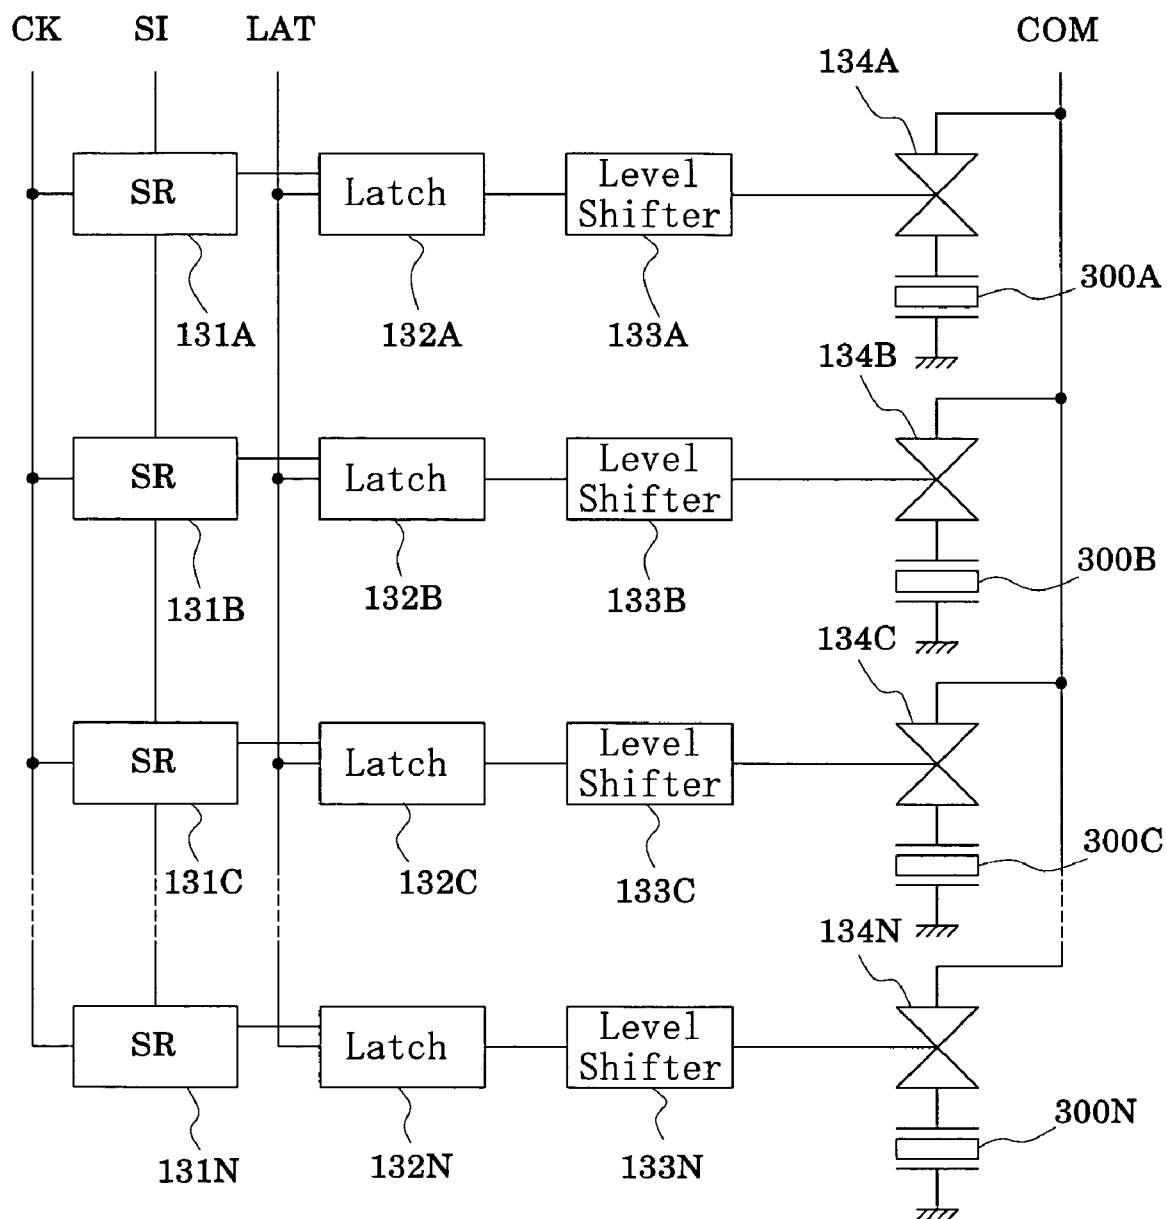 CK SI LAT COM
134A
SR Latch Level Shifter
300A
131A 132A 133A
134B
SR Latch Level Shifter
300B
131B 132B 133B
134C
SR Latch Level Shifter
300C
131C 132C 133C
134N
SR Latch Level Shifter
300N
131N 132N 133N